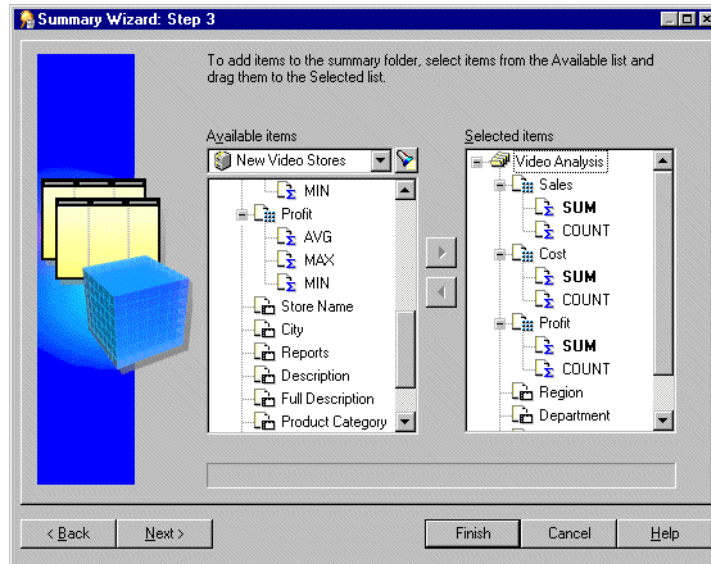 Summary Wizard: Step 3
To add items to the summary folder, select items from the Available list and
drag them to the Selected list.
Available items
Selected items
New Video Stores
MIN
Profit
AVG
MAX
MIN
Store Name
City
Reports
Description
Full Description
Product Category
Video Analysis
Sales
SUM
COUNT
Cost
SUM
COUNT
Profit
SUM
COUNT
Region
Department
< Back
Next >
Finish
Cancel
Help